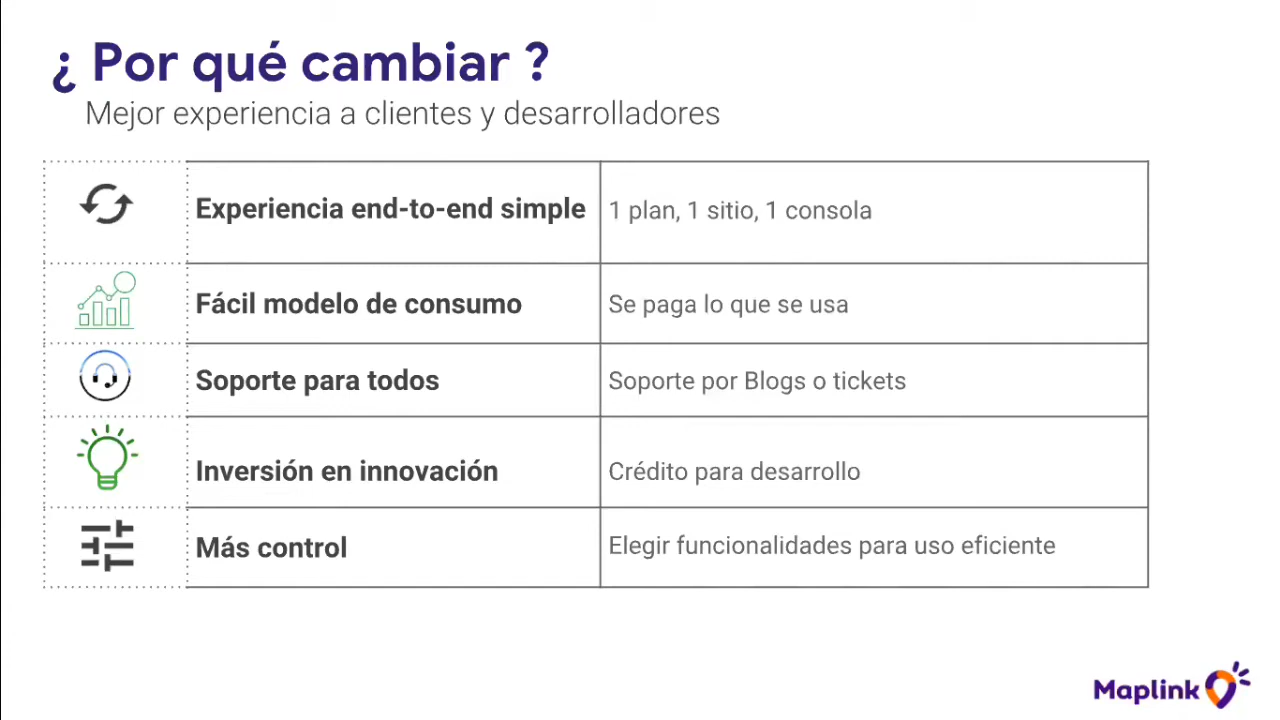 ¿ Por qué cambiar ?
Mejor experiencia a clientes y desarrolladores
Experiencia end-to-end simple
1 plan, 1 sitio, 1 consola
Fácil modelo de consumo
Se paga lo que se usa
Soporte para todos
Soporte por Blogs o tickets
Inversión en innovación
Crédito para desarrollo
Más control
Elegir funcionalidades para uso eficiente
Maplink